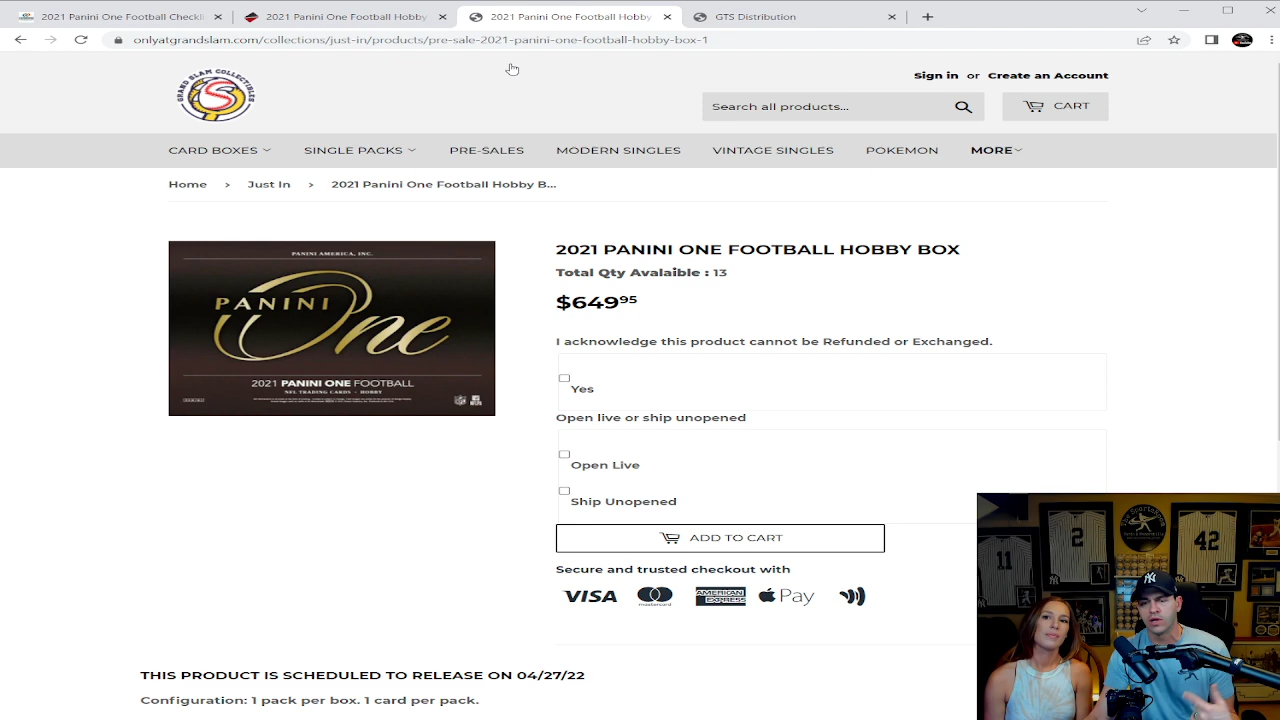 2021 Panini One Football Checkli
2021 Panini One Football Hobby
2021 Panini One Football Hobby
GTS Distribution
onlyatgrandslam.com/collections/just-in/products/pre-sale-2021-panini-one-football-hobby-box-1
GRAND SLAM COLLECTIBLES
Sign in or Create an Account
Search all products...
CART
CARD BOXES
SINGLE PACKS
PRE-SALES
MODERN SINGLES
VINTAGE SINGLES
POKEMON
MORE
Home > Just In > 2021 Panini One Football Hobby B...
PANINI AMERICA, INC.
PANINI One
2021 PANINI ONE FOOTBALL
NFL TRADING CARDS • HOBBY
2021 PANINI ONE FOOTBALL HOBBY BOX
Total Qty Avalaible : 13
$649.95
I acknowledge this product cannot be Refunded or Exchanged.
Yes
Open live or ship unopened
Open Live
Ship Unopened
ADD TO CART
Secure and trusted checkout with
VISA
mastercard
AMERICAN EXPRESS
Pay
THIS PRODUCT IS SCHEDULED TO RELEASE ON 04/27/22
Configuration: 1 pack per box. 1 card per pack.
11
2
42